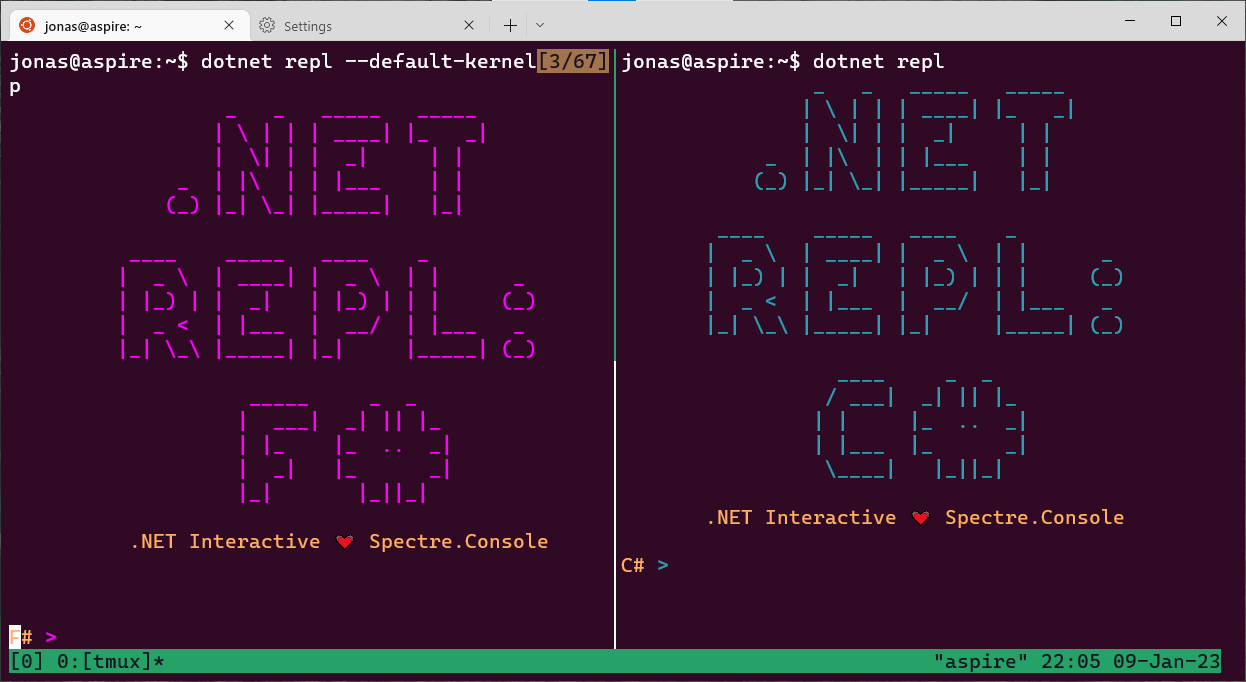 jonas@aspire: ~
Settings
jonas@aspire:~$ dotnet repl --default-kernel[3/67]
p
.NET
REPL:
F#
.NET Interactive ❤ Spectre.Console
F# >
jonas@aspire:~$ dotnet repl
.NET
REPL:
C#
.NET Interactive ❤ Spectre.Console
C# >
[0] 0:[tmux]* "aspire" 22:05 09-Jan-23